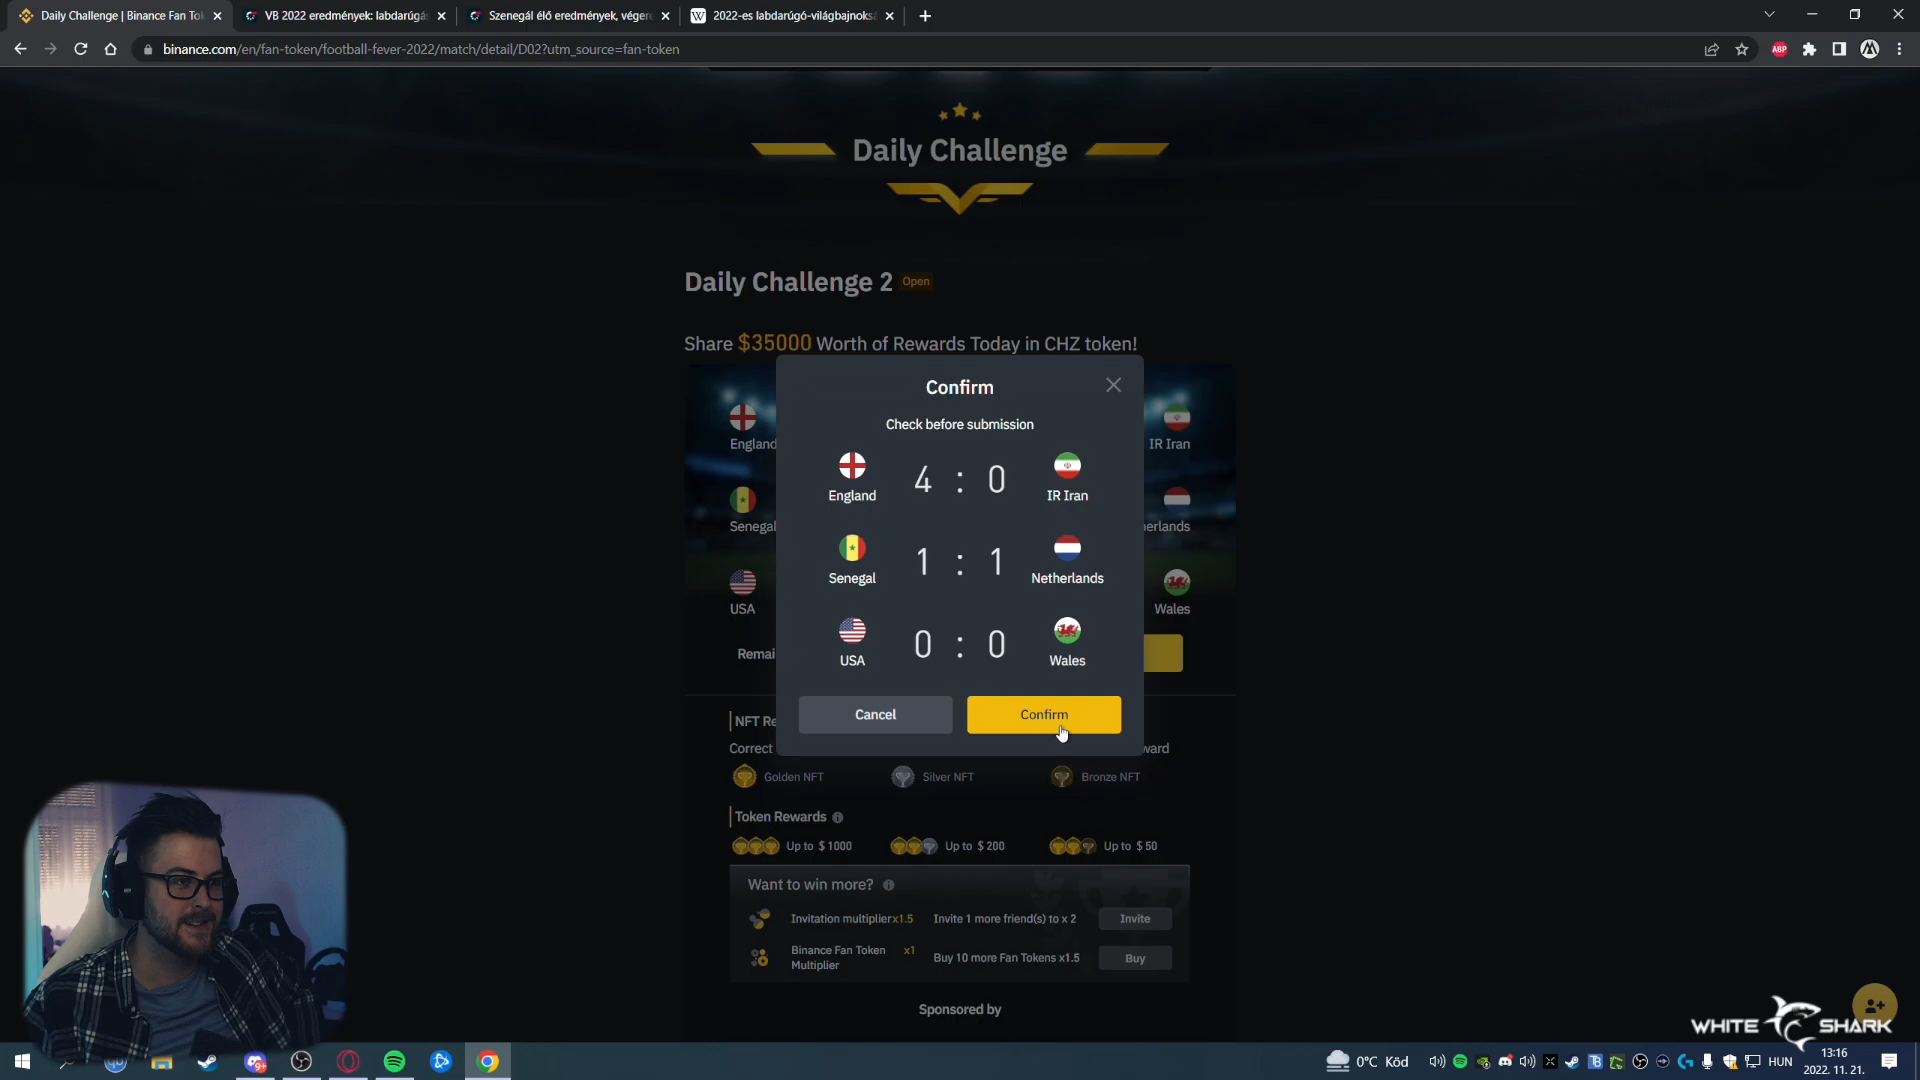 Daily Challenge | Binance Fan Tok
VB 2022 eredmények: labdarúgás
Szenegál élő eredmények, végere
2022-es labdarúgó-világbajnoksá
binance.com/en/fan-token/football-fever-2022/match/detail/D02?utm_source=fan-token
ABP
Daily Challenge
Daily Challenge 2 Open
Share $35000 Worth of Rewards Today in CHZ token!
England
IR Iran
Senegal
erlands
USA
Wales
Remai
Confirm
Check before submission
4 : 0
England
IR Iran
1 : 1
Senegal
Netherlands
0 : 0
USA
Wales
Cancel
Confirm
NFT Re
Correct
ward
Golden NFT
Silver NFT
Bronze NFT
Token Rewards
Up to $1000
Up to $200
Up to $50
Want to win more?
Invitation multiplier x1.5
Invite 1 more friend(s) to x 2
Invite
Binance Fan Token Multiplier
x1
Buy 10 more Fan Tokens x1.5
Buy
Sponsored by
WHITE SHARK
0°C Köd
HUN
13:16
2022. 11. 21.